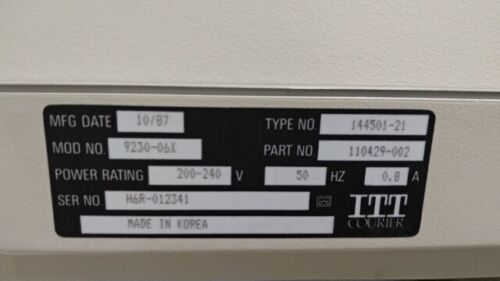 MFG DATE 10/87 TYPE NO 144501-21
MOD NO. 9230-06K PART NO 110429-002
POWER RATING 200-240 V 50 HZ 0.8 A
SER NO. H6R-012341
MADE IN KOREA
ITT
COURIER